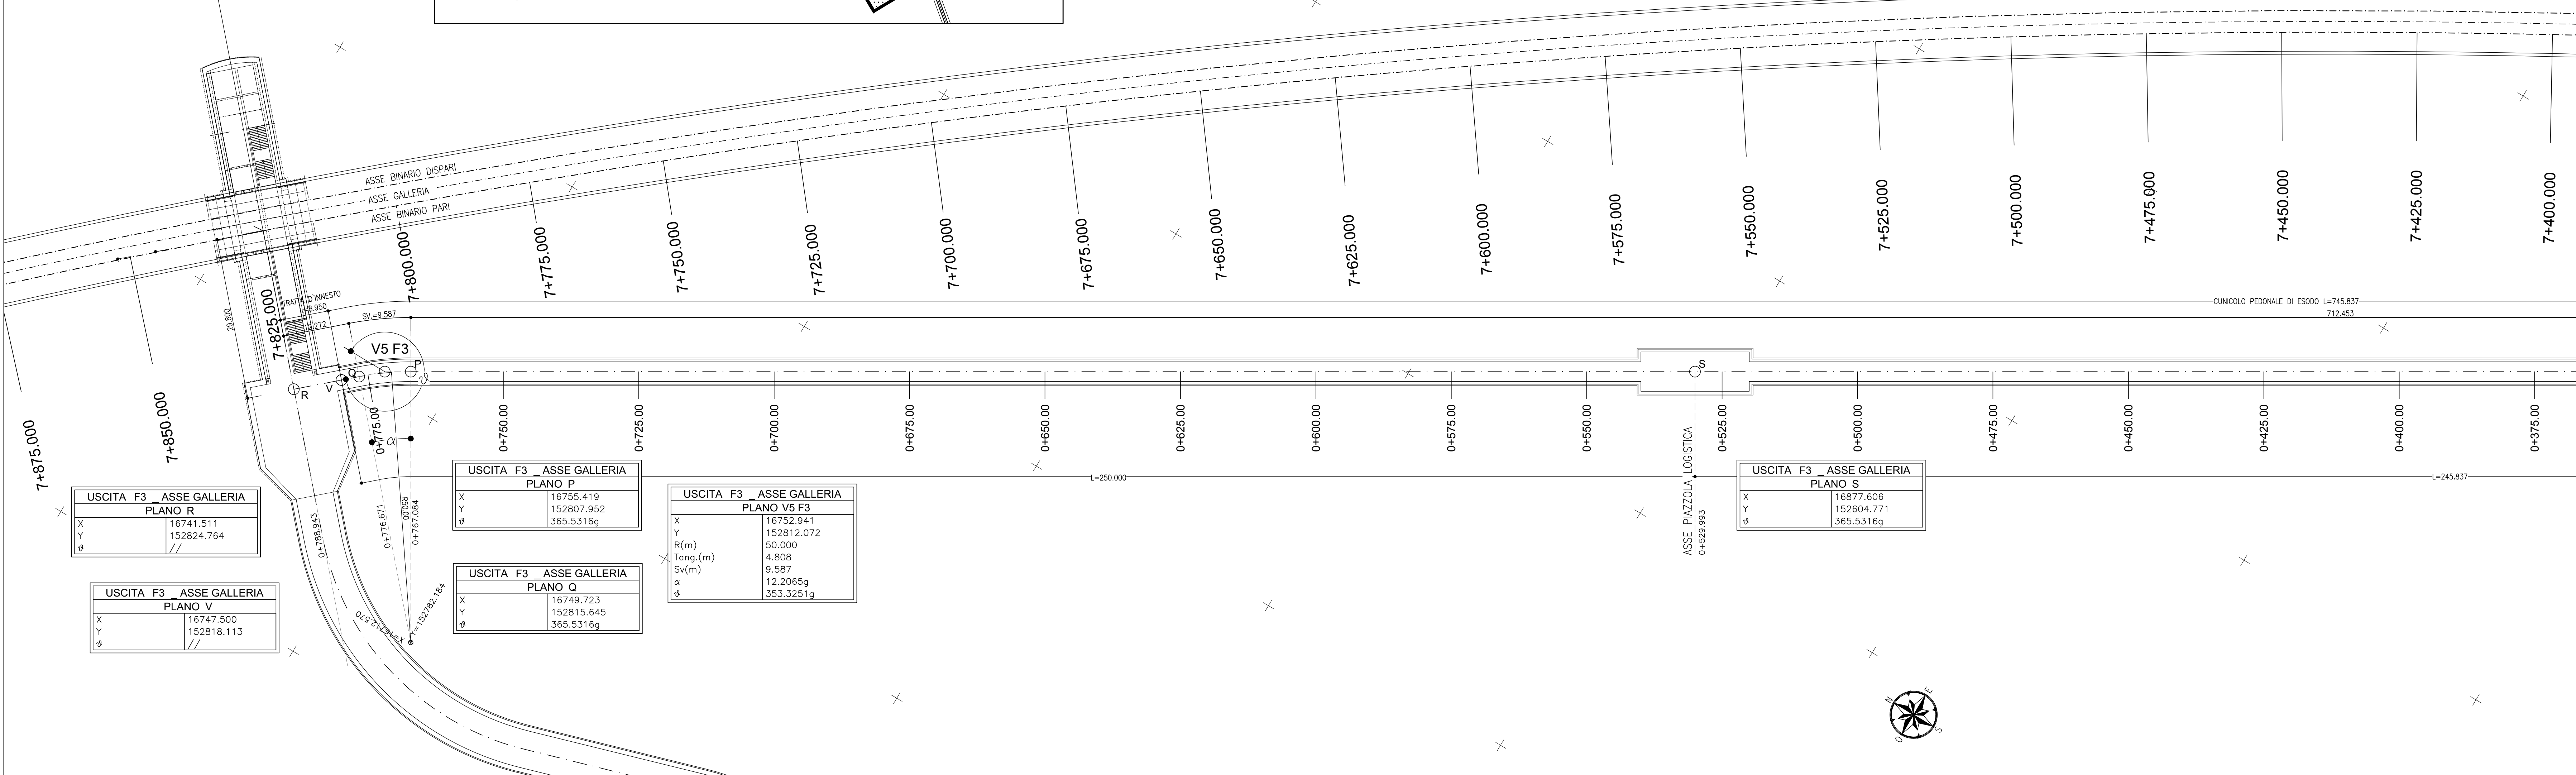 ASSE BINARIO DISPARI
ASSE GALLERIA
ASSE BINARIO PARI
7+875.000
7+850.000
7+825.000
7+800.000
7+775.000
7+750.000
7+725.000
7+700.000
7+675.000
7+650.000
7+625.000
7+600.000
7+575.000
7+550.000
7+525.000
7+500.000
7+475.000
7+450.000
7+425.000
7+400.000
29.800
TRATTA D'INNESTO
=8.950
12.272
SV.=9.587
CUNICOLO PEDONALE DI ESODO L=745.837
712.453
V5 F3
R
V
Q
P
ϑ
S
α
0+775.00
0+750.00
0+725.00
0+700.00
0+675.00
0+650.00
0+625.00
0+600.00
0+575.00
0+550.00
0+525.00
0+500.00
0+475.00
0+450.00
0+425.00
0+400.00
0+375.00
L=250.000
L=245.837
ASSE PIAZZOLA LOGISTICA
0+529.993
0+788.943
0+776.671
R50.00
0+767.084
X=16712.570
Y=152782.184
USCITA F3 _ ASSE GALLERIA
PLANO R
X 16741.511
Y 152824.764
ϑ //
USCITA F3 _ ASSE GALLERIA
PLANO V
X 16747.500
Y 152818.113
ϑ //
USCITA F3 _ ASSE GALLERIA
PLANO P
X 16755.419
Y 152807.952
ϑ 365.5316g
USCITA F3 _ ASSE GALLERIA
PLANO Q
X 16749.723
Y 152815.645
ϑ 365.5316g
USCITA F3 _ ASSE GALLERIA
PLANO V5 F3
X 16752.941
Y 152812.072
R(m) 50.000
Tang.(m) 4.808
Sv(m) 9.587
α 12.2065g
ϑ 353.3251g
USCITA F3 _ ASSE GALLERIA
PLANO S
X 16877.606
Y 152604.771
ϑ 365.5316g
N
E
S
O